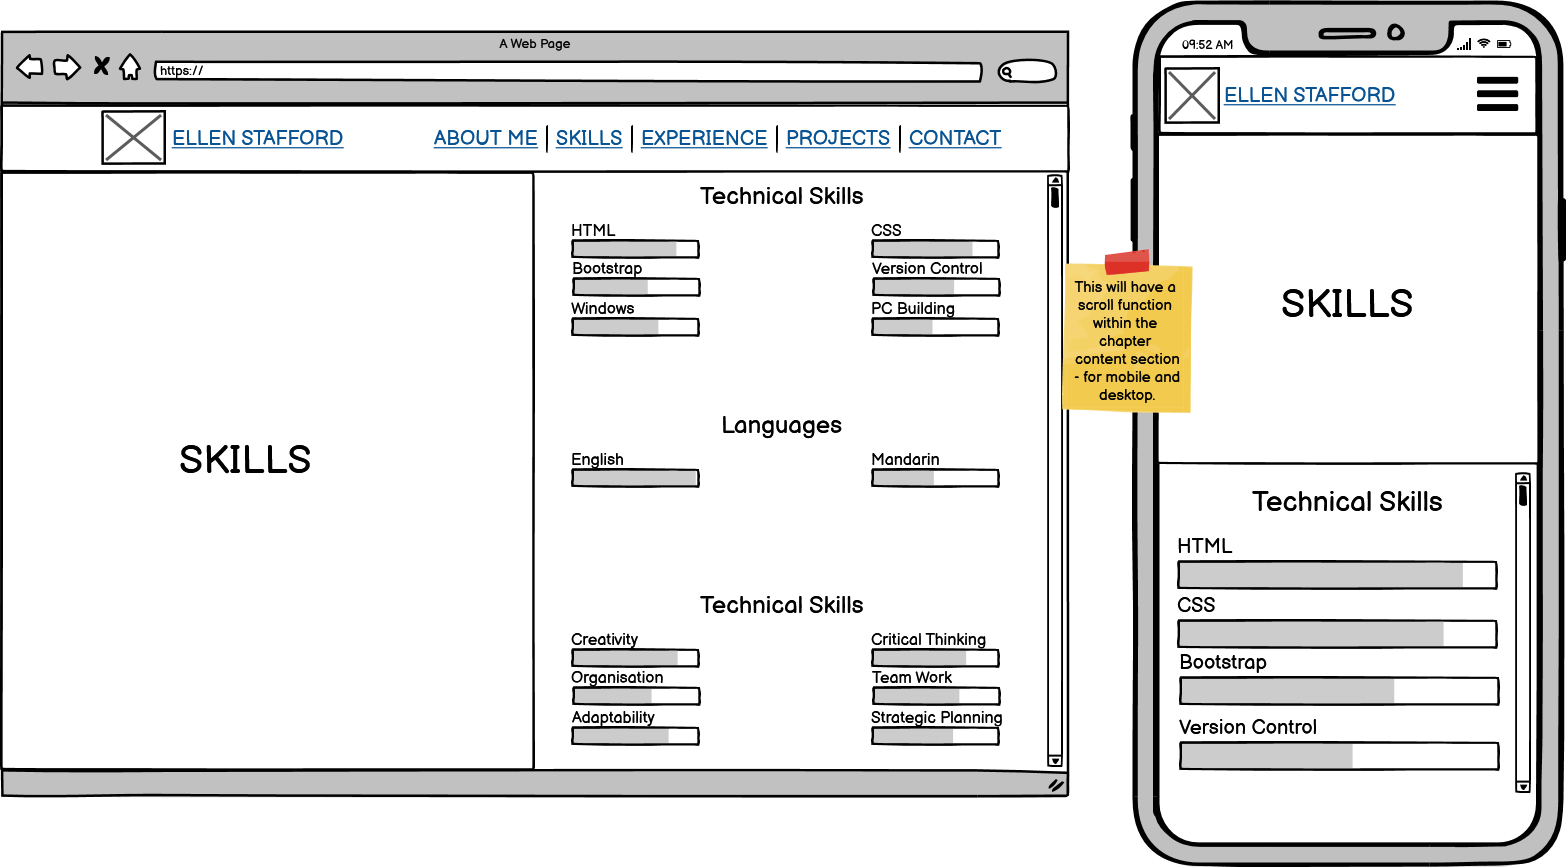 A Web Page
https://
ELLEN STAFFORD
ABOUT ME | SKILLS | EXPERIENCE | PROJECTS | CONTACT
SKILLS
Technical Skills
HTML
CSS
Bootstrap
Version Control
Windows
PC Building
Languages
English
Mandarin
Technical Skills
Creativity
Critical Thinking
Organisation
Team Work
Adaptability
Strategic Planning
This will have a
scroll function
within the
chapter
content section
- for mobile and
desktop.
09:52 AM
ELLEN STAFFORD
SKILLS
Technical Skills
HTML
CSS
Bootstrap
Version Control